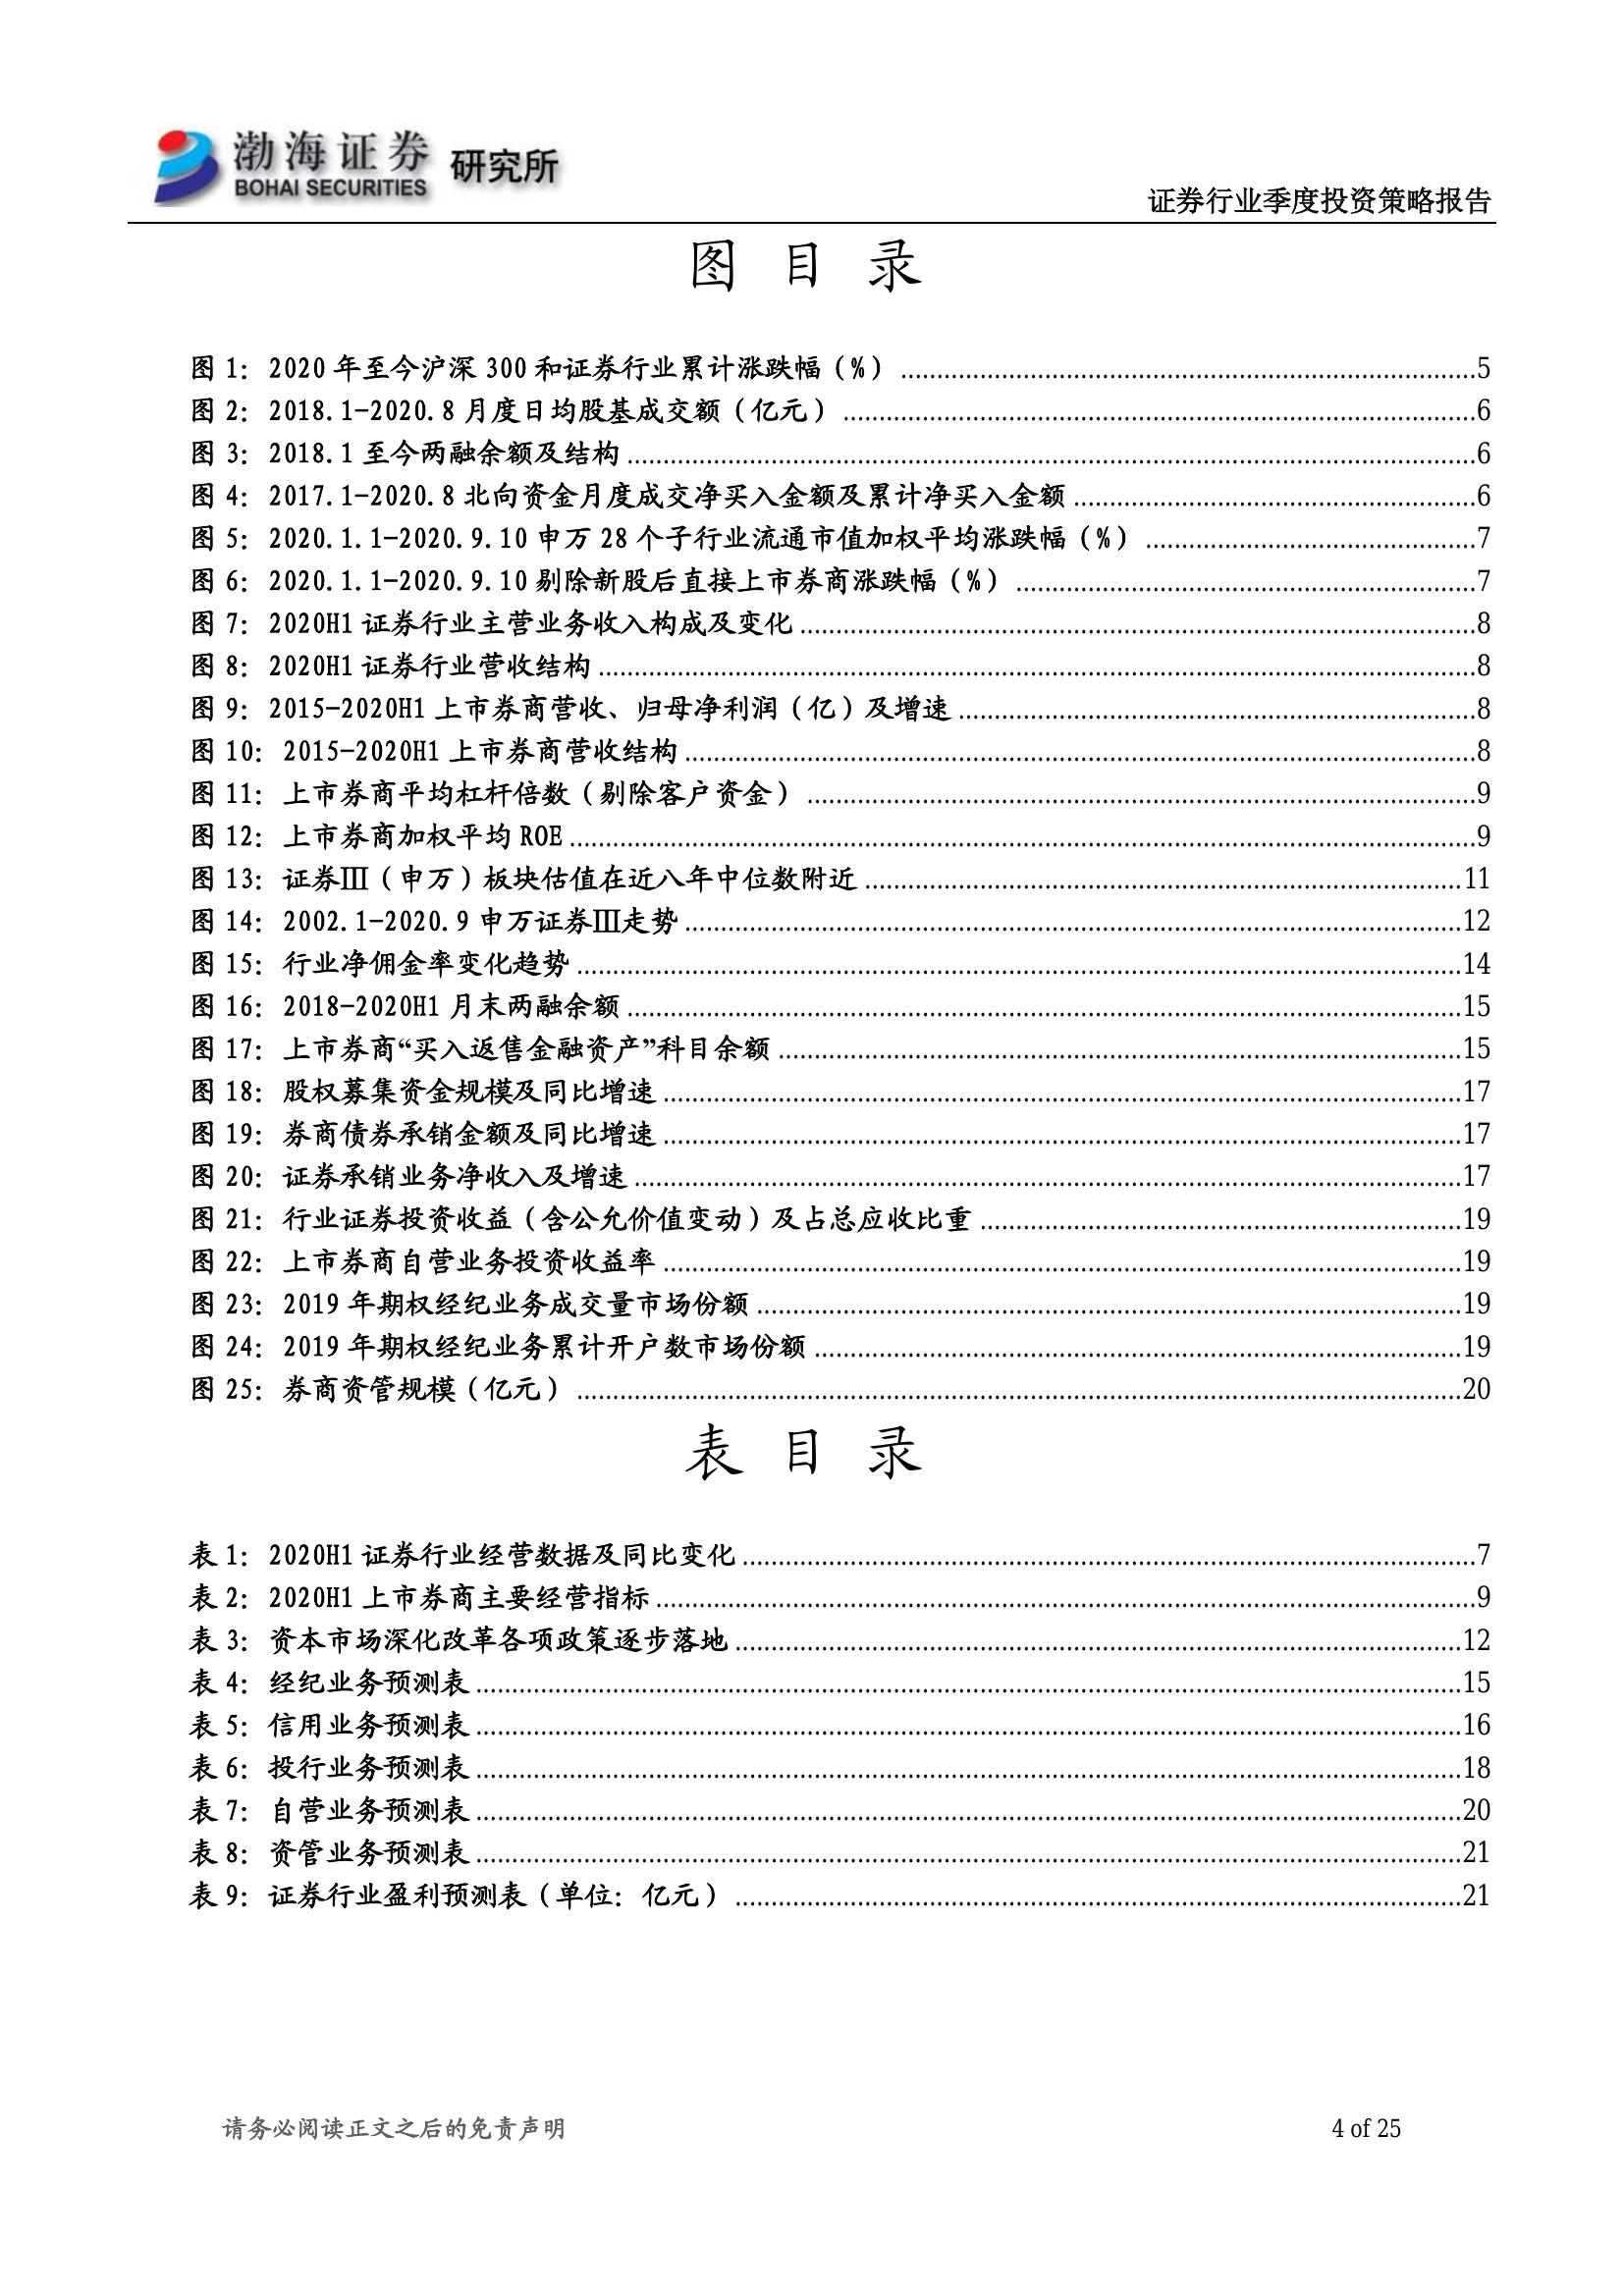 渤海证券
BOHAI SECURITIES
研究所
证券行业季度投资策略报告
图 目 录
图 1：2020 年至今沪深 300 和证券行业累计涨跌幅（%）......5
图 2：2018.1-2020.8 月度日均股基成交额（亿元）......6
图 3：2018.1 至今两融余额及结构......6
图 4：2017.1-2020.8 北向资金月度成交净买入金额及累计净买入金额......6
图 5：2020.1.1-2020.9.10 申万 28 个子行业流通市值加权平均涨跌幅（%）......7
图 6：2020.1.1-2020.9.10 剔除新股后直接上市券商涨跌幅（%）......7
图 7：2020H1 证券行业主营业务收入构成及变化......8
图 8：2020H1 证券行业营收结构......8
图 9：2015-2020H1 上市券商营收、归母净利润（亿）及增速......8
图 10：2015-2020H1 上市券商营收结构......8
图 11：上市券商平均杠杆倍数（剔除客户资金）......9
图 12：上市券商加权平均 ROE......9
图 13：证券Ⅲ（申万）板块估值在近八年中位数附近......11
图 14：2002.1-2020.9 申万证券Ⅲ走势......12
图 15：行业净佣金率变化趋势......14
图 16：2018-2020H1 月末两融余额......15
图 17：上市券商“买入返售金融资产”科目余额......15
图 18：股权募集资金规模及同比增速......17
图 19：券商债券承销金额及同比增速......17
图 20：证券承销业务净收入及增速......17
图 21：行业证券投资收益（含公允价值变动）及占总应收比重......19
图 22：上市券商自营业务投资收益率......19
图 23：2019 年期权经纪业务成交量市场份额......19
图 24：2019 年期权经纪业务累计开户数市场份额......19
图 25：券商资管规模（亿元）......20
表 目 录
表 1：2020H1 证券行业经营数据及同比变化......7
表 2：2020H1 上市券商主要经营指标......9
表 3：资本市场深化改革各项政策逐步落地......12
表 4：经纪业务预测表......15
表 5：信用业务预测表......16
表 6：投行业务预测表......18
表 7：自营业务预测表......20
表 8：资管业务预测表......21
表 9：证券行业盈利预测表（单位：亿元）......21
请务必阅读正文之后的免责声明
4 of 25